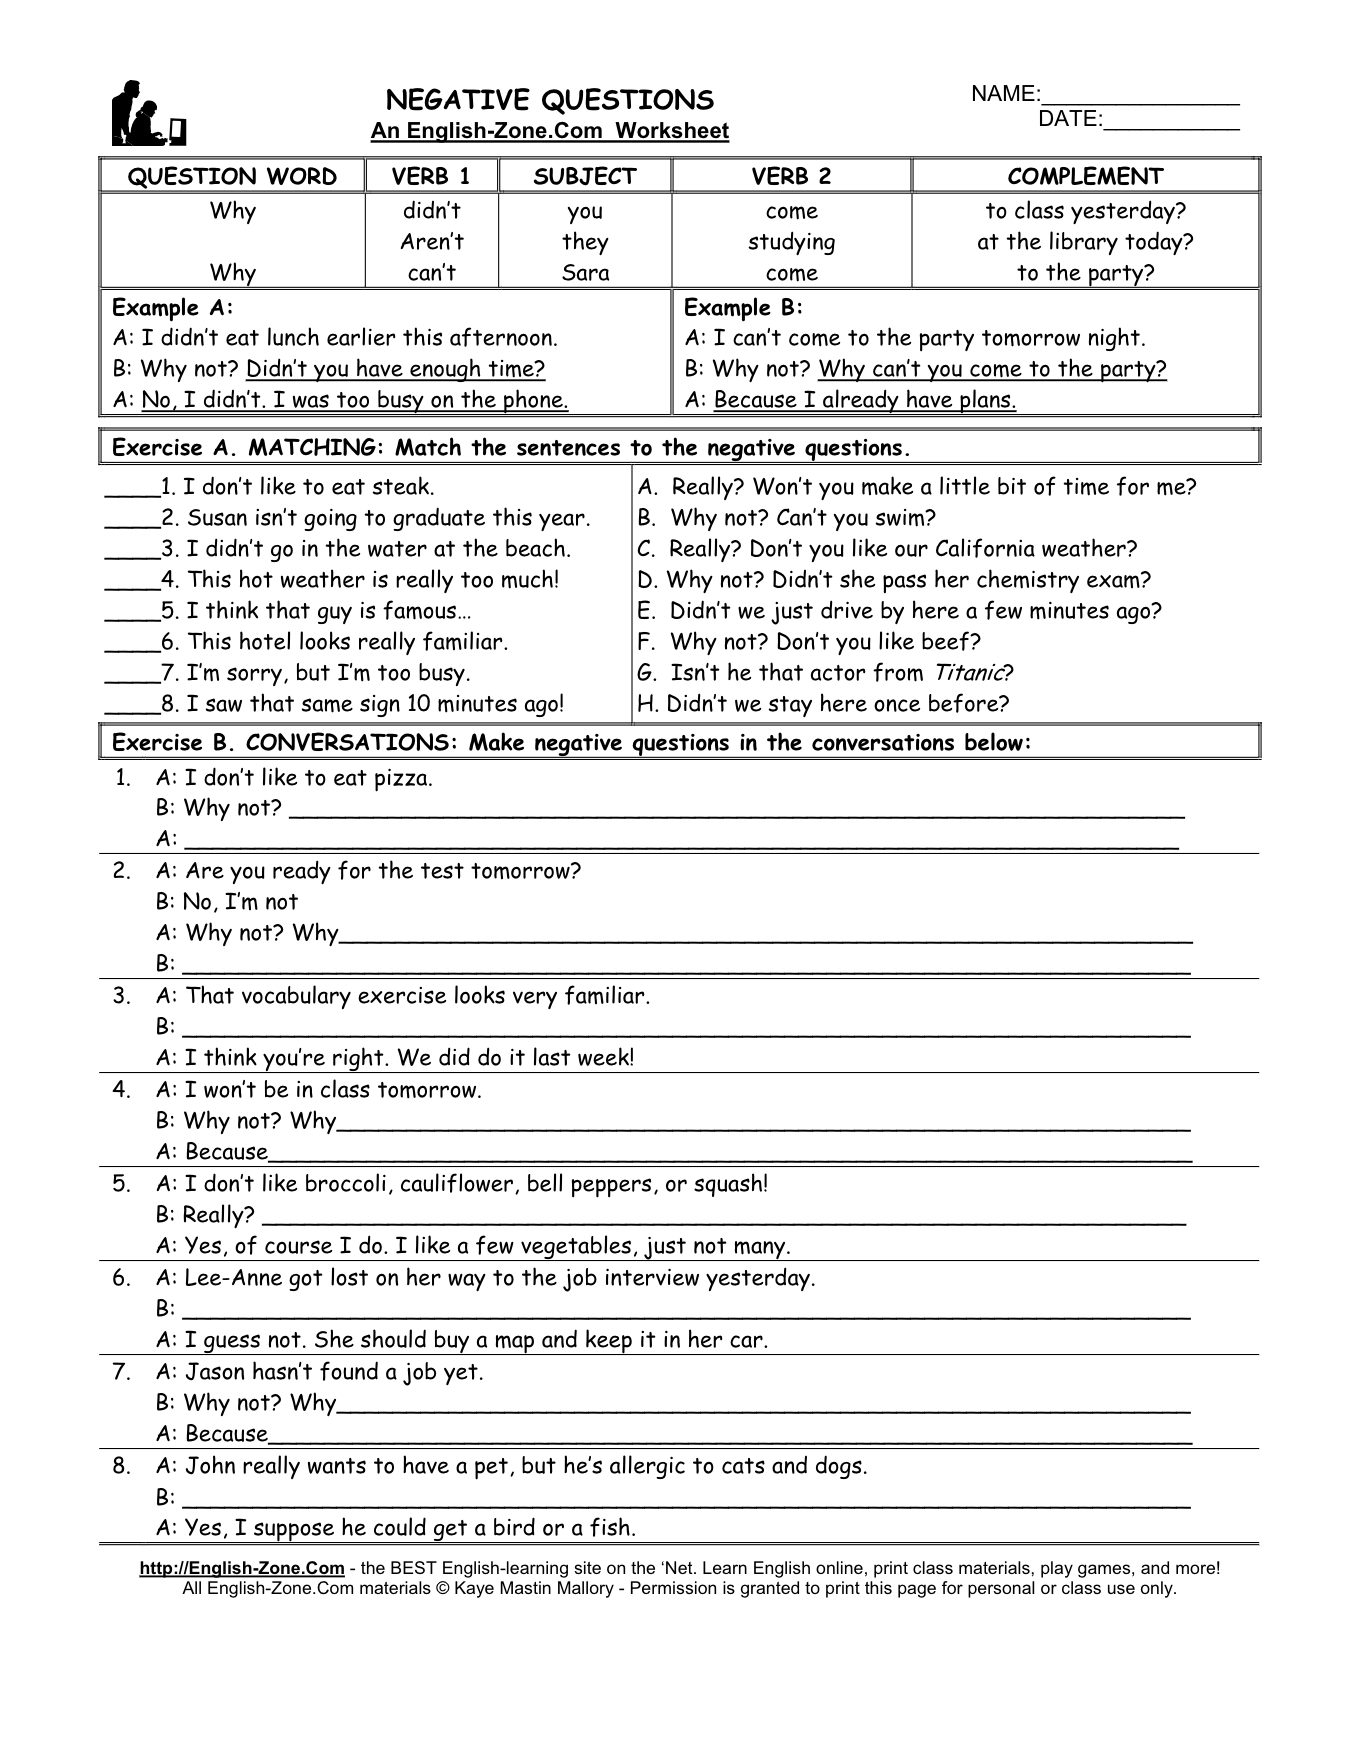 NEGATIVE QUESTIONS
An English-Zone.Com Worksheet
NAME:________________
DATE:___________
QUESTION WORD VERB 1 SUBJECT VERB 2 COMPLEMENT
Why didn't you come to class yesterday?
Aren't they studying at the library today?
Why can't Sara come to the party?
Example A:
A: I didn't eat lunch earlier this afternoon.
B: Why not? Didn't you have enough time?
A: No, I didn't. I was too busy on the phone.
Example B:
A: I can't come to the party tomorrow night.
B: Why not? Why can't you come to the party?
A: Because I already have plans.
Exercise A. MATCHING: Match the sentences to the negative questions.
____1. I don't like to eat steak.
____2. Susan isn't going to graduate this year.
____3. I didn't go in the water at the beach.
____4. This hot weather is really too much!
____5. I think that guy is famous…
____6. This hotel looks really familiar.
____7. I'm sorry, but I'm too busy.
____8. I saw that same sign 10 minutes ago!
A. Really? Won't you make a little bit of time for me?
B. Why not? Can't you swim?
C. Really? Don't you like our California weather?
D. Why not? Didn't she pass her chemistry exam?
E. Didn't we just drive by here a few minutes ago?
F. Why not? Don't you like beef?
G. Isn't he that actor from Titanic?
H. Didn't we stay here once before?
Exercise B. CONVERSATIONS: Make negative questions in the conversations below:
1. A: I don't like to eat pizza.
B: Why not? ________________
A: ________________
2. A: Are you ready for the test tomorrow?
B: No, I'm not
A: Why not? Why________________
B: ________________
3. A: That vocabulary exercise looks very familiar.
B: ________________
A: I think you're right. We did do it last week!
4. A: I won't be in class tomorrow.
B: Why not? Why________________
A: Because________________
5. A: I don't like broccoli, cauliflower, bell peppers, or squash!
B: Really? ________________
A: Yes, of course I do. I like a few vegetables, just not many.
6. A: Lee-Anne got lost on her way to the job interview yesterday.
B: ________________
A: I guess not. She should buy a map and keep it in her car.
7. A: Jason hasn't found a job yet.
B: Why not? Why________________
A: Because________________
8. A: John really wants to have a pet, but he's allergic to cats and dogs.
B: ________________
A: Yes, I suppose he could get a bird or a fish.
http://English-Zone.Com - the BEST English-learning site on the 'Net. Learn English online, print class materials, play games, and more!
All English-Zone.Com materials © Kaye Mastin Mallory - Permission is granted to print this page for personal or class use only.